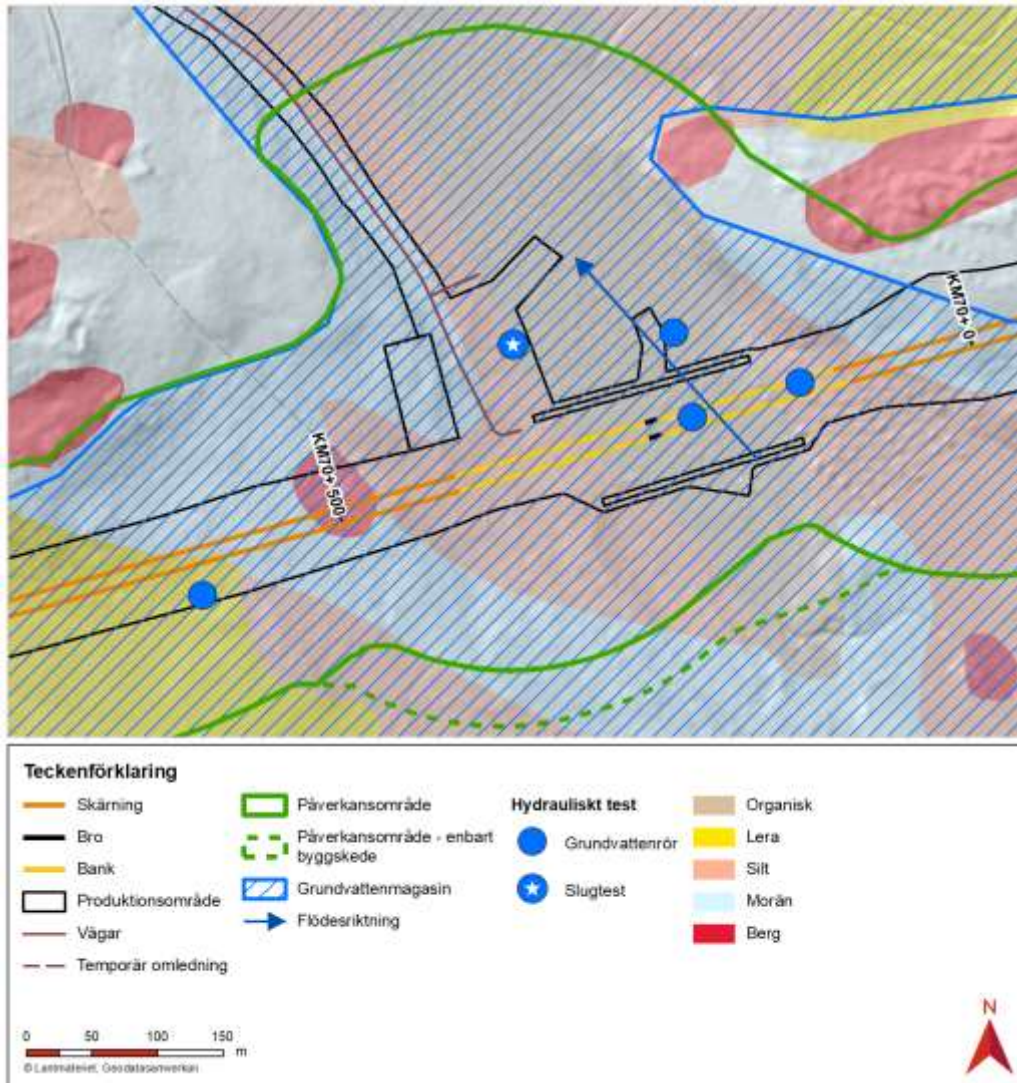 KM70+ 0
KM70+ 500
Teckenförklaring
Skärning
Bro
Bank
Produktionsområde
Vägar
Temporär omledning
Påverkansområde
Påverkansområde - enbart
byggskede
Grundvattenmagasin
Flödesriktning
Hydrauliskt test
Grundvattenrör
Slugtest
Organisk
Lera
Silt
Morän
Berg
0 50 100 150
m
© Lantmäteriet, Geodatasamverkan
N